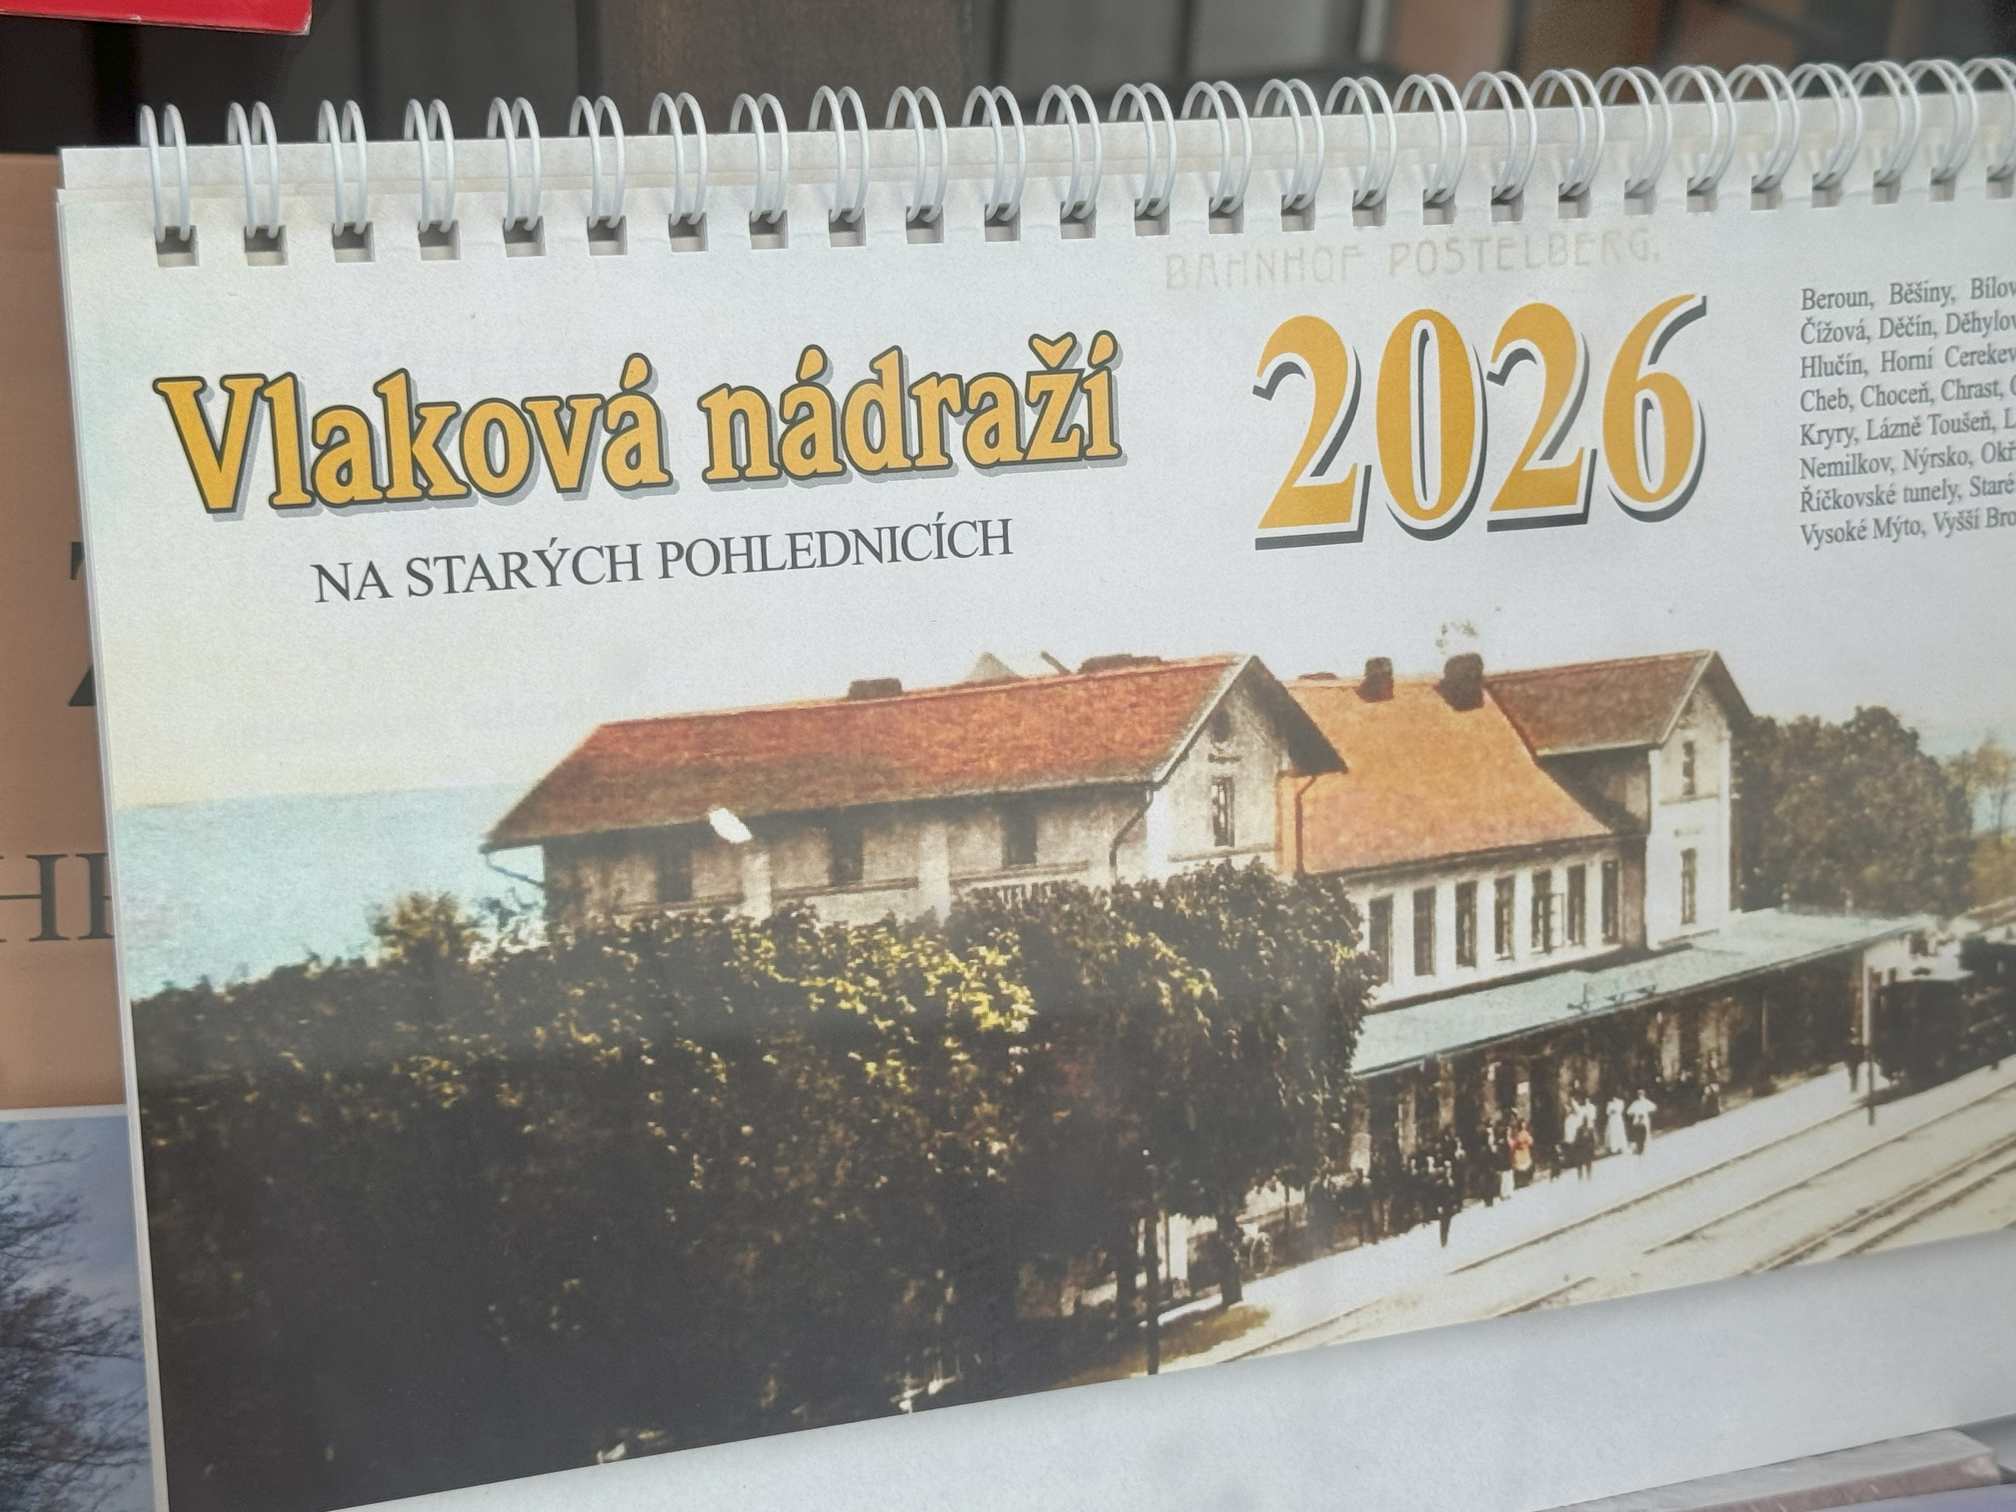 BAHNHOF POSTELBERG.
Vlaková nádraží
NA STARÝCH POHLEDNICÍCH
2026
Beroun, Běšiny,
Čížová, Děčín,
Hlučín, Horní
Cheb, Choceň, Chrast,
Kryry, Lázně Toušeň,
Nemilkov, Nýrsko,
Říčkovské tunely, Staré
Vysoké Mýto, Vyšší